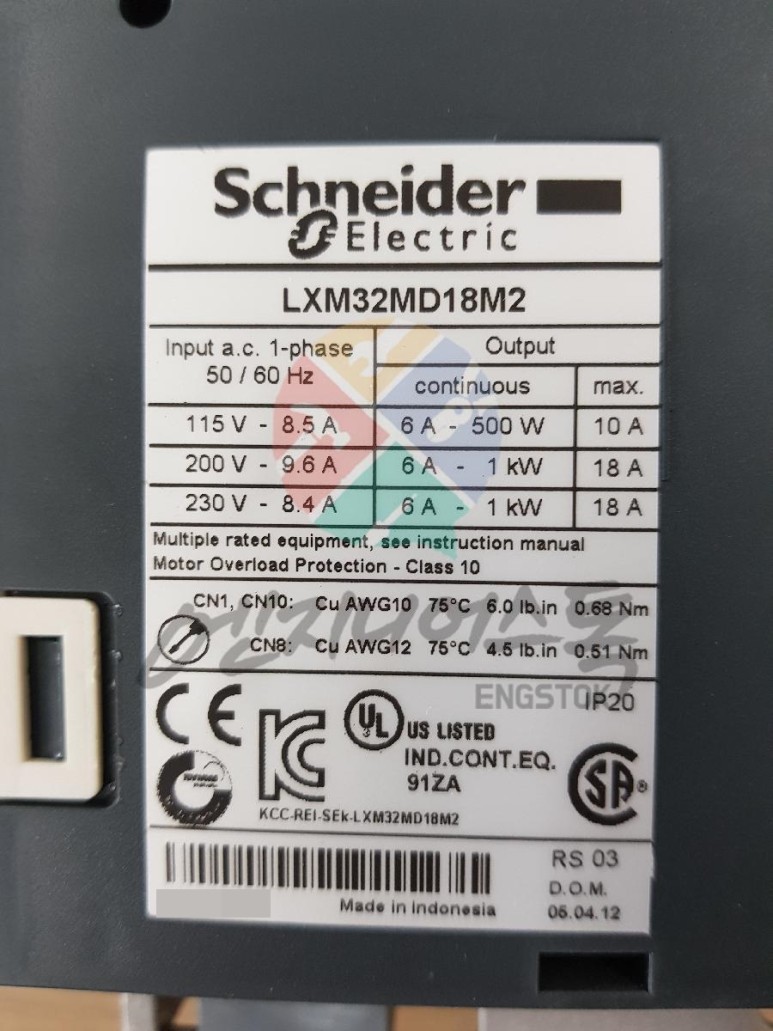 Schneider
Electric
LXM32MD18M2
Input a.c. 1-phase
50 / 60 Hz
Output
continuous
max.
115 V - 8.5 A 6 A - 500 W 10 A
200 V - 9.6 A 6 A - 1 kW 18 A
230 V - 8.4 A 6 A - 1 kW 18 A
Multiple rated equipment, see instruction manual
Motor Overload Protection - Class 10
CN1, CN10: Cu AWG10 75°C 6.0 lb.in 0.68 Nm
엔지니어스톡
CN8: Cu AWG12 75°C 4.5 lb.in 0.51 Nm
ENGSTOK
IP20
CE
UL
US LISTED
IND.CONT.EQ.
91ZA
KC
SA
KCC-REI-SEk-LXM32MD18M2
RS 03
D.O.M.
Made in Indonesia
05.04.12